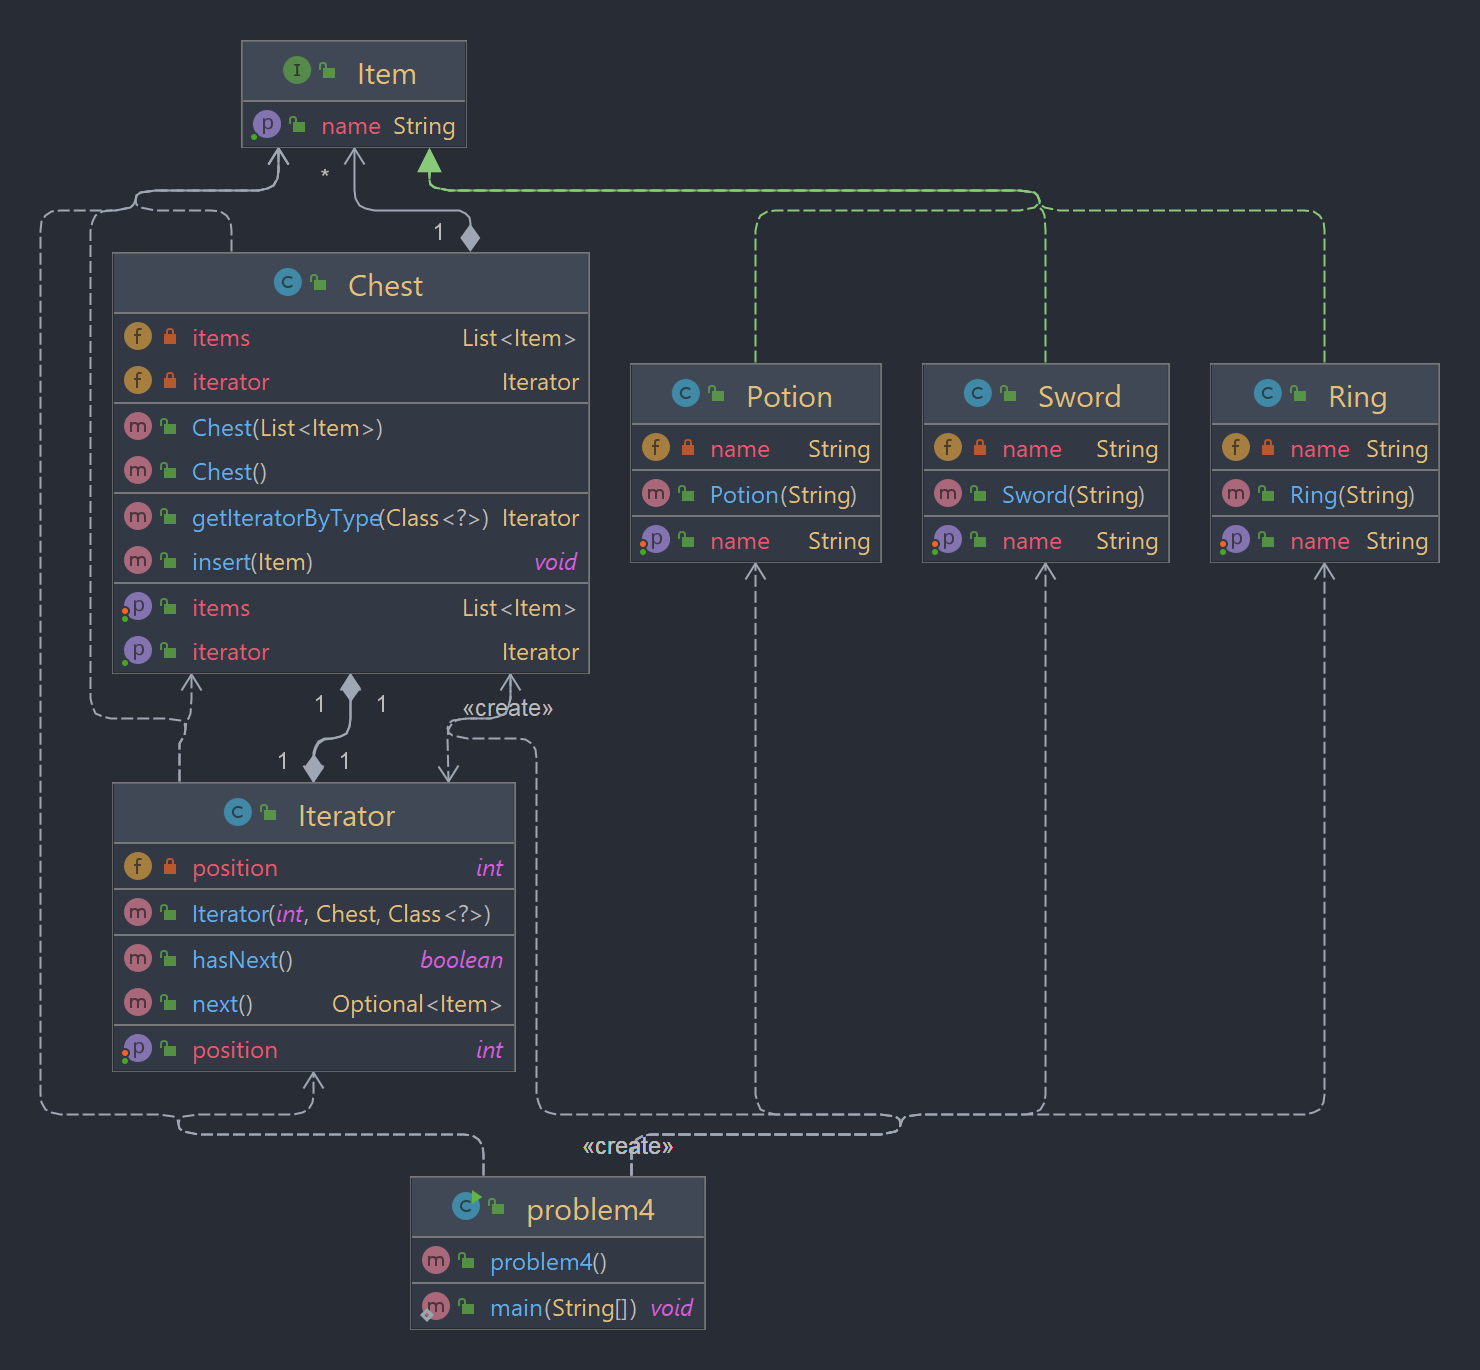 Item
name String
*
1
Chest
items List<Item>
iterator Iterator
Chest(List<Item>)
Chest()
getIteratorByType(Class<?>) Iterator
insert(Item) void
items List<Item>
iterator Iterator
Potion
name String
Potion(String)
name String
Sword
name String
Sword(String)
name String
Ring
name String
Ring(String)
name String
1 1 «create»
1 1
Iterator
position int
Iterator(int, Chest, Class<?>)
hasNext() boolean
next() Optional<Item>
position int
«create»
problem4
problem4()
main(String[]) void